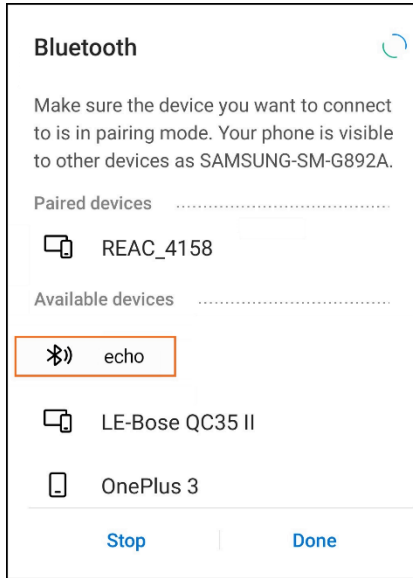 Bluetooth
Make sure the device you want to connect
to is in pairing mode. Your phone is visible
to other devices as SAMSUNG-SM-G892A.
Paired devices
REAC_4158
Available devices
echo
LE-Bose QC35 II
OnePlus 3
Stop
Done